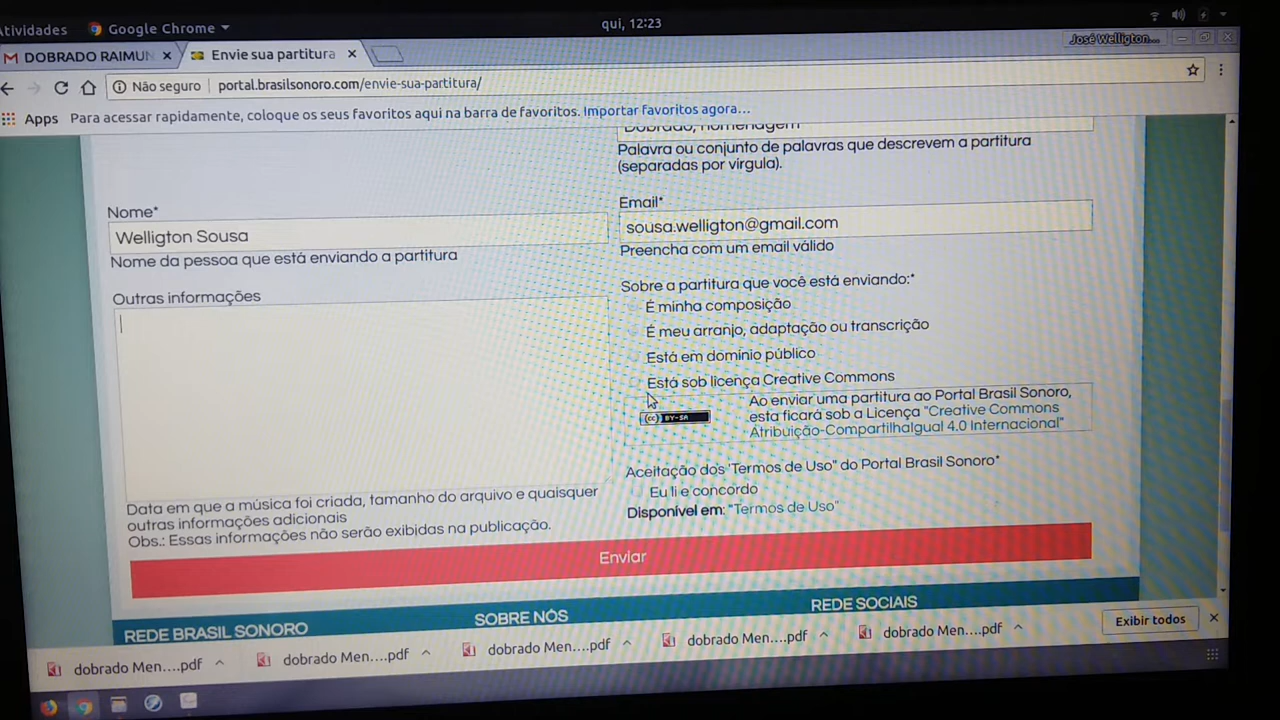 Atividades Google Chrome qui, 12:23
DOBRADO RAIMUN Envie sua partitura José Welligton...
Não seguro portal.brasilsonoro.com/envie-sua-partitura/
Apps Para acessar rapidamente, coloque os seus favoritos aqui na barra de favoritos. Importar favoritos agora...
Dobrado, homenagem
Palavra ou conjunto de palavras que descrevem a partitura
(separadas por virgula).
Nome*
Welligton Sousa
Nome da pessoa que está enviando a partitura
Email*
sousa.welligton@gmail.com
Preencha com um email válido
Outras informações
Data em que a música foi criada, tamanho do arquivo e quaisquer
outras informações adicionais
Obs.: Essas informações não serão exibidas na publicação.
Sobre a partitura que você está enviando:*
É minha composição
É meu arranjo, adaptação ou transcrição
Está em domínio público
Está sob licença Creative Commons
(cc) BY-SA
Ao enviar uma partitura ao Portal Brasil Sonoro,
esta ficará sob a Licença "Creative Commons
Atribuição-CompartilhaIgual 4.0 Internacional"
Aceitação dos 'Termos de Uso" do Portal Brasil Sonoro*
Eu li e concordo
Disponível em: "Termos de Uso"
Enviar
REDE BRASIL SONORO SOBRE NÓS REDE SOCIAIS
dobrado Men....pdf dobrado Men....pdf dobrado Men....pdf dobrado Men....pdf dobrado Men....pdf Exibir todos